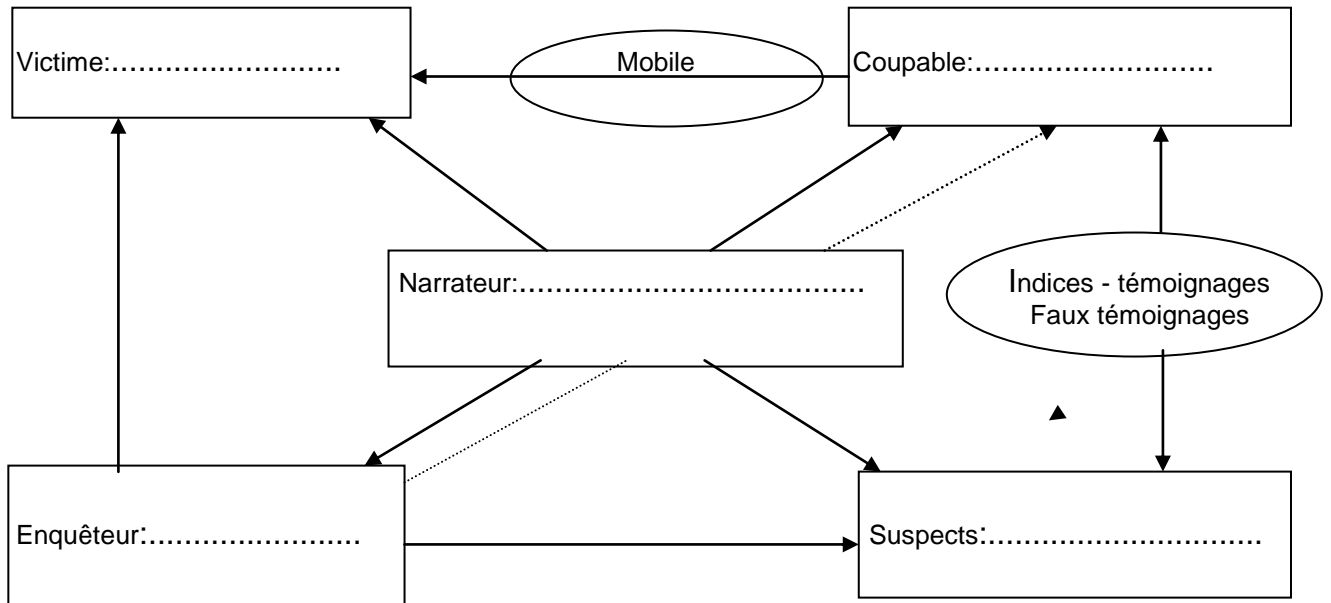 Victime:..........................
Mobile
Coupable:...........................
Narrateur:.......................................
Indices - témoignages
Faux témoignages
Enquêteur:........................
Suspects:...............................